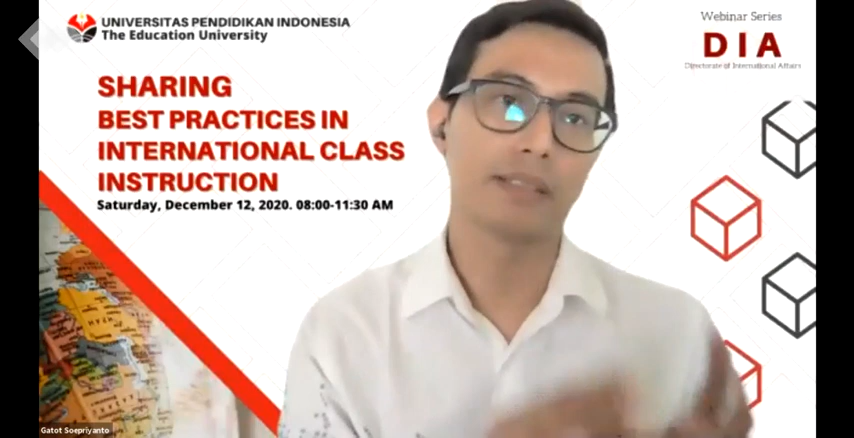 UNIVERSITAS PENDIDIKAN INDONESIA
The Education University
Webinar Series
DIA
Directorate of International Affairs
SHARING
BEST PRACTICES IN
INTERNATIONAL CLASS
INSTRUCTION
Saturday, December 12, 2020. 08:00-11:30 AM
Gatot Soepriyanto